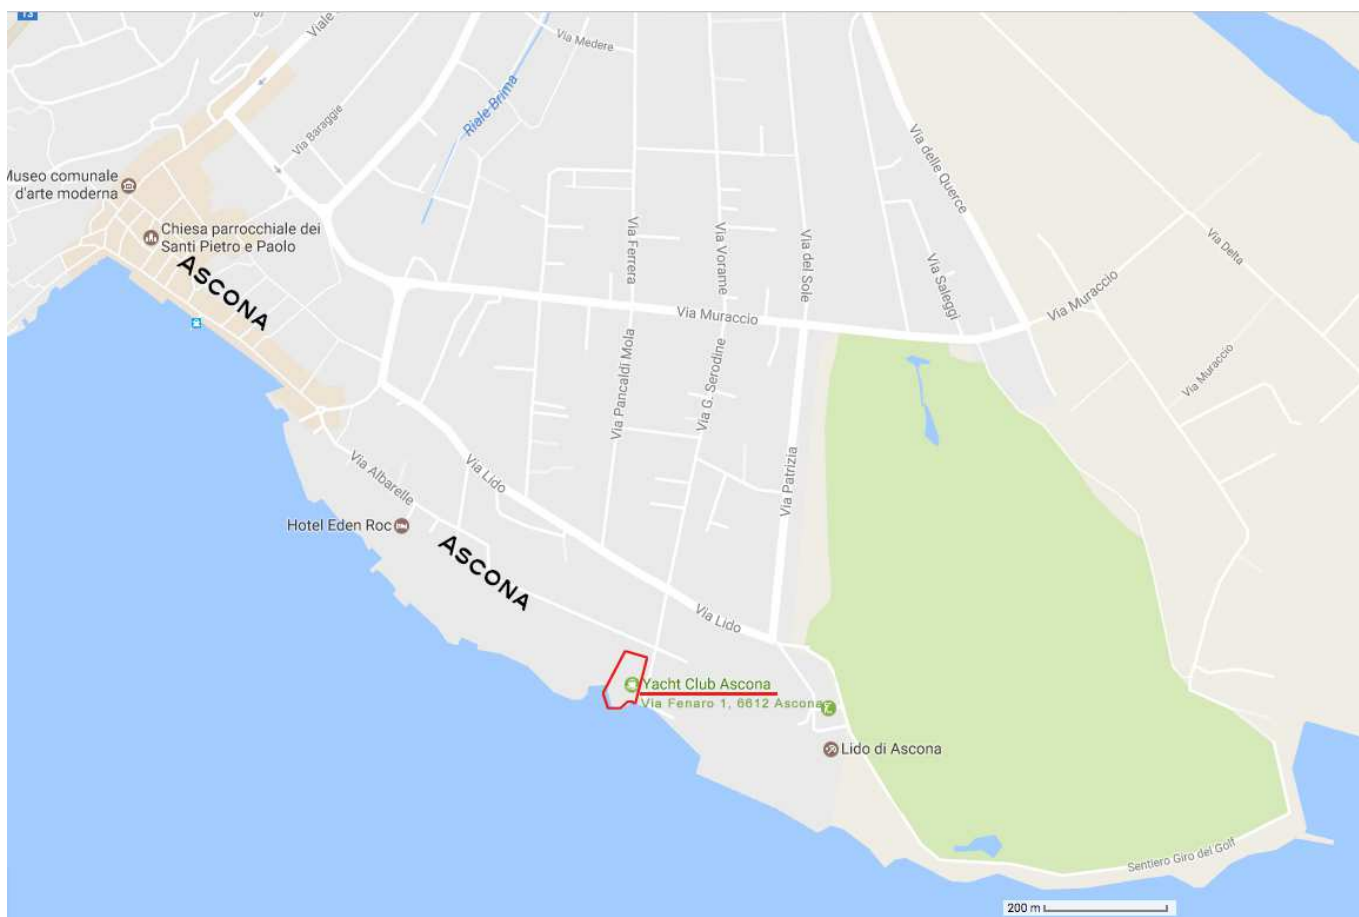 13
Viale
Via Medere
Riale Brima
Via Baraggie
Via delle Querce
Museo comunale
d'arte moderna
Chiesa parrocchiale dei
Santi Pietro e Paolo
ASCONA
Via Ferrera
Via Vorame
Via del Sole
Via Saleggi
Via Delta
Via Muraccio
Via Muraccio
Via Muraccio
Via Pancaldi Mola
Via G. Serodine
Via Patrizia
Via Albarelle
Via Lido
Hotel Eden Roc
ASCONA
Via Lido
Yacht Club Ascona
Via Fenaro 1, 6612 Ascona
Lido di Ascona
Sentiero Giro del Golf
200 m